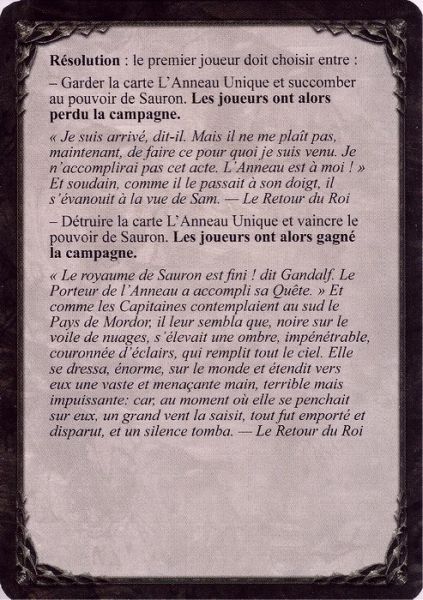 Résolution : le premier joueur doit choisir entre :
– Garder la carte L'Anneau Unique et succomber
au pouvoir de Sauron. Les joueurs ont alors
perdu la campagne.
« Je suis arrivé, dit-il. Mais il ne me plaît pas,
maintenant, de faire ce pour quoi je suis venu. Je
n'accomplirai pas cet acte. L'Anneau est à moi ! »
Et soudain, comme il le passait à son doigt, il
s'évanouit à la vue de Sam. — Le Retour du Roi
– Détruire la carte L'Anneau Unique et vaincre le
pouvoir de Sauron. Les joueurs ont alors gagné
la campagne.
« Le royaume de Sauron est fini ! dit Gandalf. Le
Porteur de l'Anneau a accompli sa Quête. » Et
comme les Capitaines contemplaient au sud le
Pays de Mordor, il leur sembla que, noire sur le
voile de nuages, s'élevait une ombre, impénétrable,
couronnée d'éclairs, qui remplit tout le ciel. Elle
se dressa, énorme, sur le monde et étendit vers
eux une vaste et menaçante main, terrible mais
impuissante: car, au moment où elle se penchait
sur eux, un grand vent la saisit, tout fut emporté et
disparut, et un silence tomba. — Le Retour du Roi